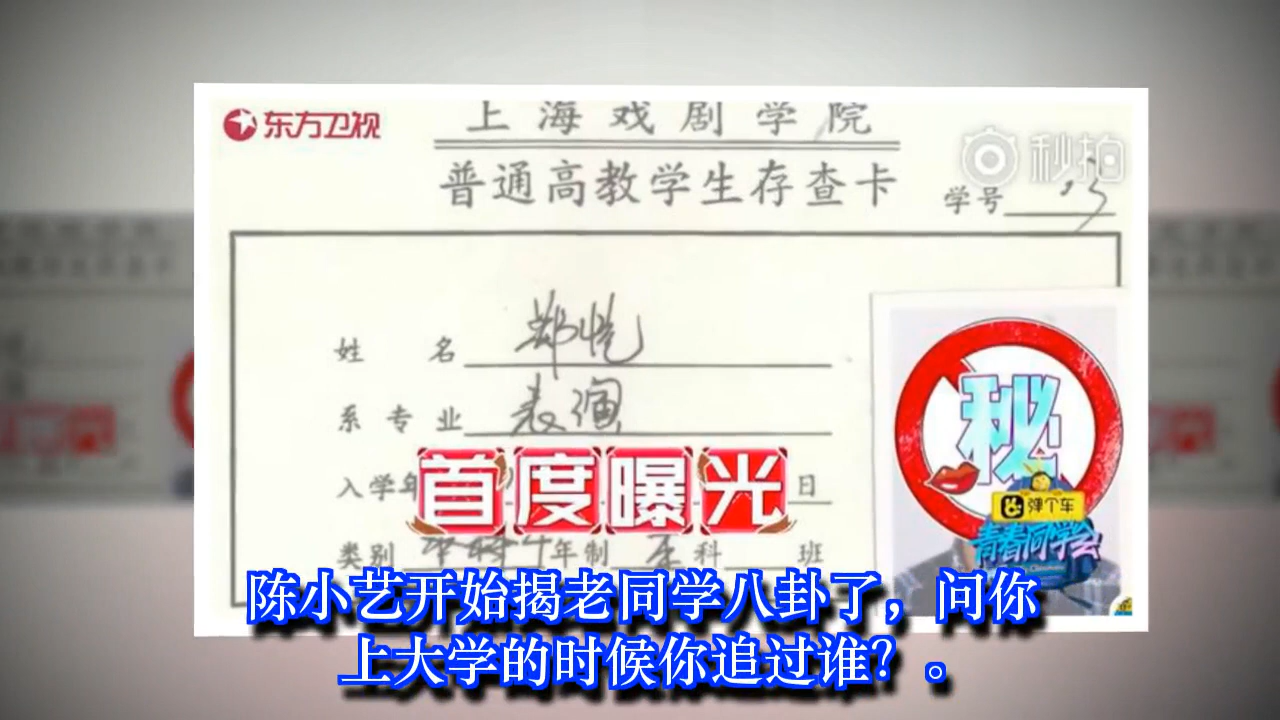 东方卫视
上海戏剧学院
秒拍
普通高教学生存查卡
学号
姓名 郑恺
系专业 表演
入学年 日
首度曝光
秘
弹个车
青春同学会
类别 年制 本科 班
陈小艺开始揭老同学八卦了，问你
上大学的时候你追过谁？。